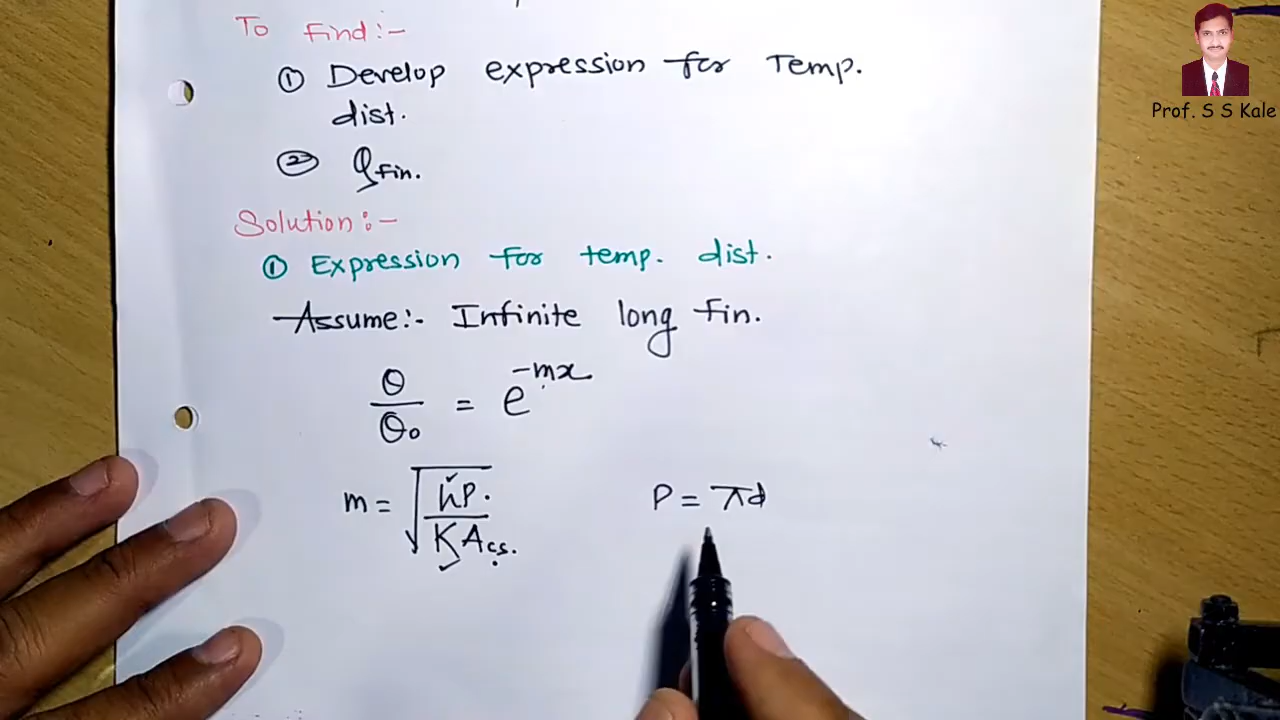 To Find:-
① Develop expression for Temp.
dist.
② Qfin.
Solution:-
① Expression for temp. dist.
Assume:- Infinite long fin.
θ/θ₀ = e^-mx
m = √(hP/KAcs.)
P = πd
Prof. S S Kale